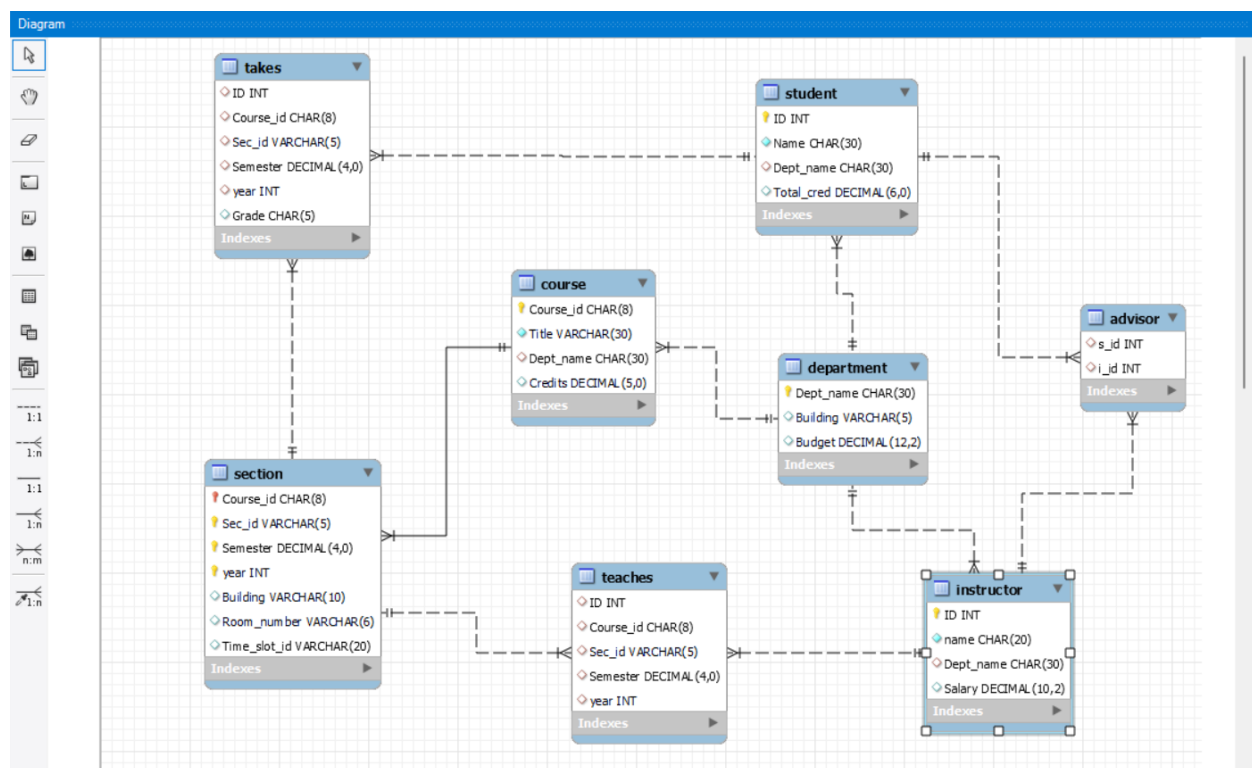 Diagram
takes
ID INT
Course_id CHAR(8)
Sec_id VARCHAR(5)
Semester DECIMAL(4,0)
year INT
Grade CHAR(5)
Indexes
student
ID INT
Name CHAR(30)
Dept_name CHAR(30)
Total_cred DECIMAL(6,0)
Indexes
course
Course_id CHAR(8)
Title VARCHAR(30)
Dept_name CHAR(30)
Credits DECIMAL(5,0)
Indexes
advisor
s_id INT
i_id INT
Indexes
department
Dept_name CHAR(30)
Building VARCHAR(5)
Budget DECIMAL(12,2)
Indexes
section
Course_id CHAR(8)
Sec_id VARCHAR(5)
Semester DECIMAL(4,0)
year INT
Building VARCHAR(10)
Room_number VARCHAR(6)
Time_slot_id VARCHAR(20)
Indexes
teaches
ID INT
Course_id CHAR(8)
Sec_id VARCHAR(5)
Semester DECIMAL(4,0)
year INT
Indexes
instructor
ID INT
name CHAR(20)
Dept_name CHAR(30)
Salary DECIMAL(10,2)
Indexes
1:1
1:n
1:1
1:n
n:m
1:n